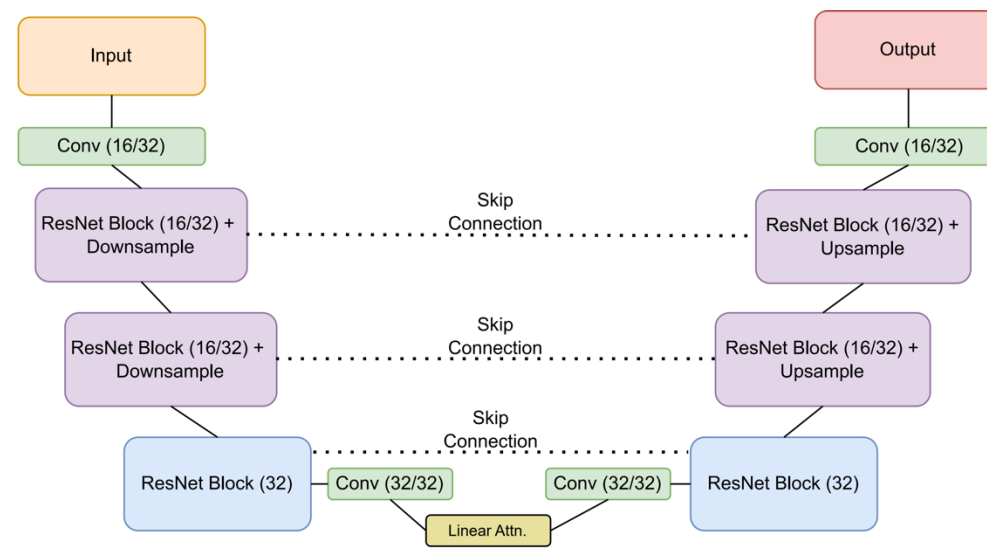 Input
Output
Conv (16/32)
Conv (16/32)
ResNet Block (16/32) +
Downsample
Skip
Connection
ResNet Block (16/32) +
Upsample
ResNet Block (16/32) +
Downsample
Skip
Connection
ResNet Block (16/32) +
Upsample
Skip
Connection
ResNet Block (32)
Conv (32/32)
Conv (32/32)
ResNet Block (32)
Linear Attn.